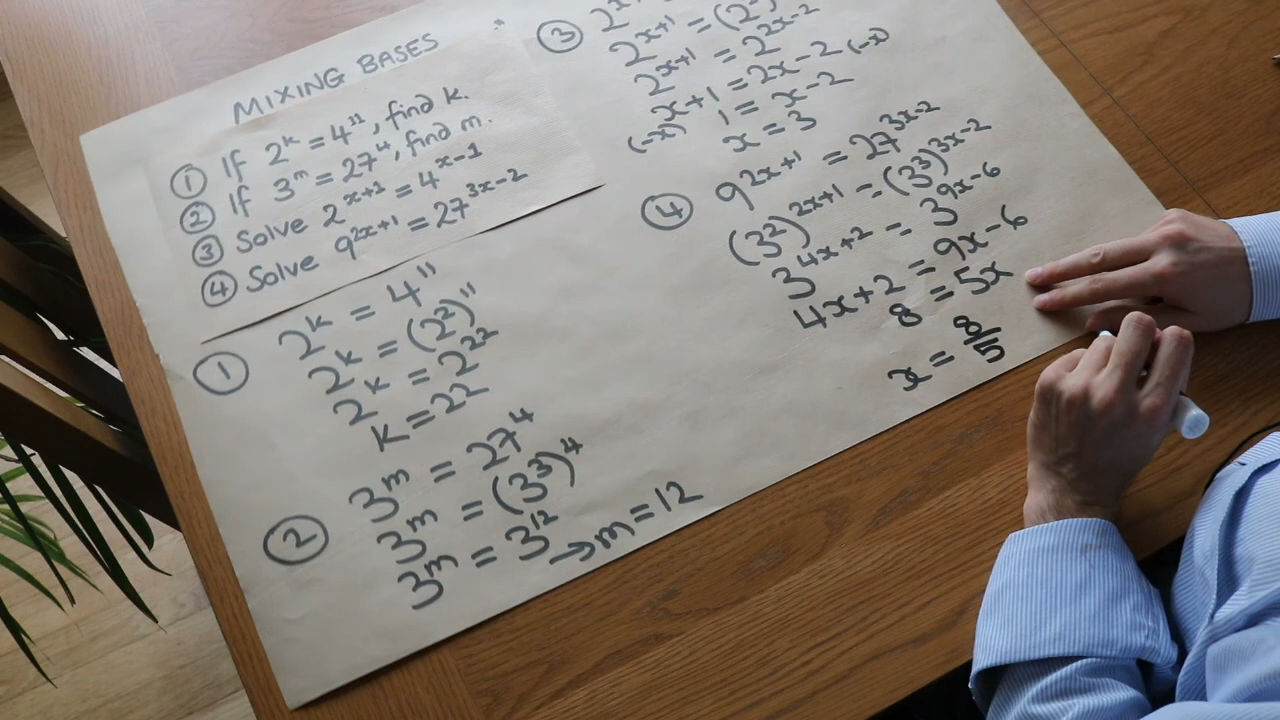 MIXING BASES
① If 2^k = 4^11, find k.
② If 3^m = 27^4, find m.
③ Solve 2^(x+1) = 4^(x-1)
④ Solve 9^(2x+1) = 27^(3x-2)
① 2^k = 4^11
2^k = (2^2)^11
2^k = 2^22
k = 22
② 3^m = 27^4
3^m = (3^3)^4
3^m = 3^12
→ m = 12
③
2^(x+1) =
2^(x+1) = 2^(2x-2)
(-x) x+1 = 2x-2 (-x)
1 = x-2
x = 3
④ 9^(2x+1) = 27^(3x-2)
(3^2)^(2x+1) = (3^3)^(3x-2)
3^(4x+2) = 3^(9x-6)
4x+2 = 9x-6
8 = 5x
x = 8/5